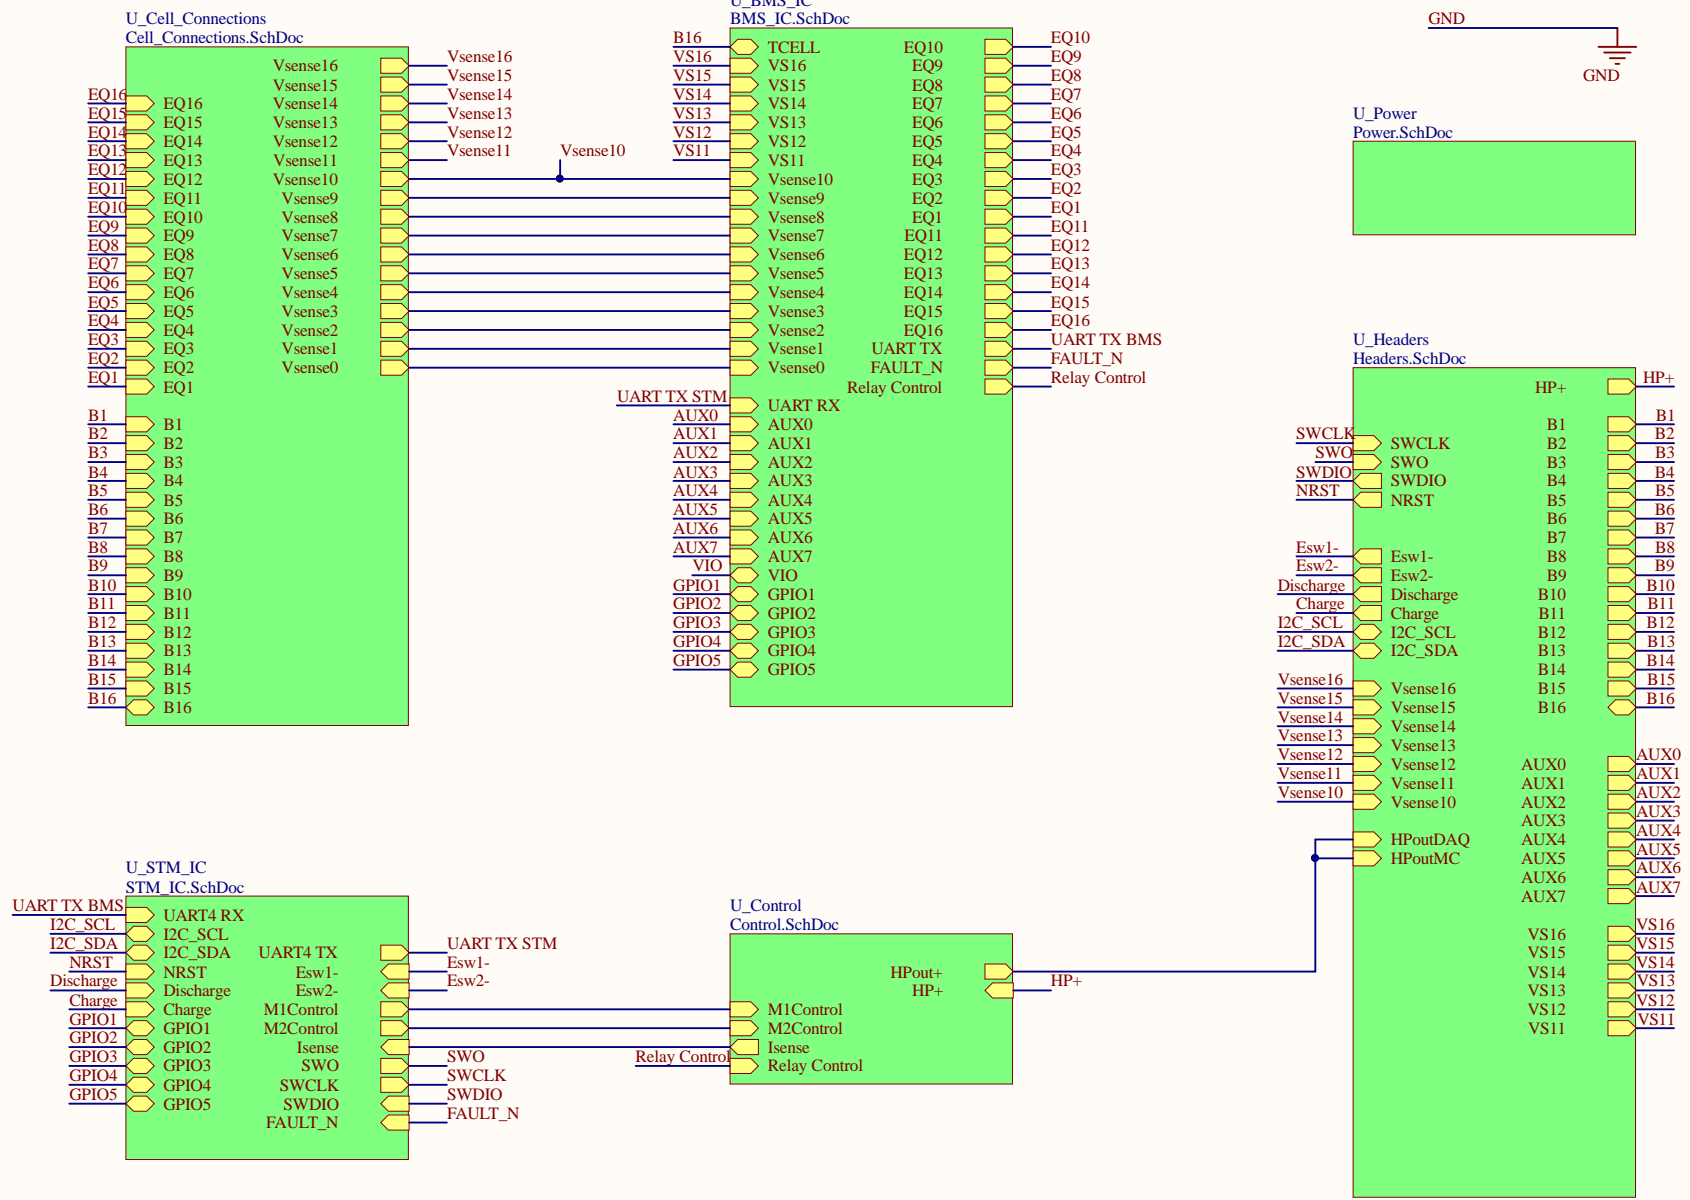 U_Cell_Connections
Cell_Connections.SchDoc
Vsense16
Vsense15
Vsense14
Vsense13
Vsense12
Vsense11
Vsense10
Vsense9
Vsense8
Vsense7
Vsense6
Vsense5
Vsense4
Vsense3
Vsense2
Vsense1
Vsense0
EQ16
EQ15
EQ14
EQ13
EQ12
EQ11
EQ10
EQ9
EQ8
EQ7
EQ6
EQ5
EQ4
EQ3
EQ2
EQ1
B1
B2
B3
B4
B5
B6
B7
B8
B9
B10
B11
B12
B13
B14
B15
B16
EQ16
EQ15
EQ14
EQ13
EQ12
EQ11
EQ10
EQ9
EQ8
EQ7
EQ6
EQ5
EQ4
EQ3
EQ2
EQ1
B1
B2
B3
B4
B5
B6
B7
B8
B9
B10
B11
B12
B13
B14
B15
B16
Vsense16
Vsense15
Vsense14
Vsense13
Vsense12
Vsense11
Vsense10
U_BMS_IC
BMS_IC.SchDoc
B16
VS16
VS15
VS14
VS13
VS12
VS11
TCELL
VS16
VS15
VS14
VS13
VS12
VS11
Vsense10
Vsense9
Vsense8
Vsense7
Vsense6
Vsense5
Vsense4
Vsense3
Vsense2
Vsense1
Vsense0
UART TX STM
AUX0
AUX1
AUX2
AUX3
AUX4
AUX5
AUX6
AUX7
VIO
GPIO1
GPIO2
GPIO3
GPIO4
GPIO5
UART RX
AUX0
AUX1
AUX2
AUX3
AUX4
AUX5
AUX6
AUX7
VIO
GPIO1
GPIO2
GPIO3
GPIO4
GPIO5
EQ10
EQ9
EQ8
EQ7
EQ6
EQ5
EQ4
EQ3
EQ2
EQ1
EQ11
EQ12
EQ13
EQ14
EQ15
EQ16
UART TX
FAULT_N
Relay Control
EQ10
EQ9
EQ8
EQ7
EQ6
EQ5
EQ4
EQ3
EQ2
EQ1
EQ11
EQ12
EQ13
EQ14
EQ15
EQ16
UART TX BMS
FAULT_N
Relay Control
GND
GND
U_Power
Power.SchDoc
U_Headers
Headers.SchDoc
SWCLK
SWO
SWDIO
NRST
Esw1-
Esw2-
Discharge
Charge
I2C_SCL
I2C_SDA
Vsense16
Vsense15
Vsense14
Vsense13
Vsense12
Vsense11
Vsense10
SWCLK
SWO
SWDIO
NRST
Esw1-
Esw2-
Discharge
Charge
I2C_SCL
I2C_SDA
Vsense16
Vsense15
Vsense14
Vsense13
Vsense12
Vsense11
Vsense10
HPoutDAQ
HPoutMC
HP+
B1
B2
B3
B4
B5
B6
B7
B8
B9
B10
B11
B12
B13
B14
B15
B16
AUX0
AUX1
AUX2
AUX3
AUX4
AUX5
AUX6
AUX7
VS16
VS15
VS14
VS13
VS12
VS11
HP+
B1
B2
B3
B4
B5
B6
B7
B8
B9
B10
B11
B12
B13
B14
B15
B16
AUX0
AUX1
AUX2
AUX3
AUX4
AUX5
AUX6
AUX7
VS16
VS15
VS14
VS13
VS12
VS11
U_STM_IC
STM_IC.SchDoc
UART TX BMS
I2C_SCL
I2C_SDA
NRST
Discharge
Charge
GPIO1
GPIO2
GPIO3
GPIO4
GPIO5
UART4 RX
I2C_SCL
I2C_SDA
NRST
Discharge
Charge
GPIO1
GPIO2
GPIO3
GPIO4
GPIO5
UART4 TX
Esw1-
Esw2-
M1Control
M2Control
Isense
SWO
SWCLK
SWDIO
FAULT_N
UART TX STM
Esw1-
Esw2-
SWO
SWCLK
SWDIO
FAULT_N
U_Control
Control.SchDoc
HPout+
HP+
HP+
M1Control
M2Control
Isense
Relay Control
Relay Control